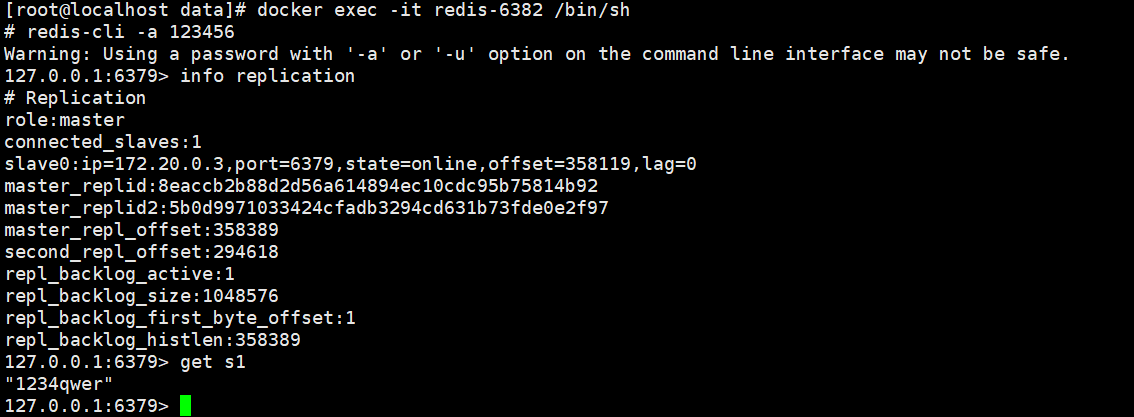 [root@localhost data]# docker exec -it redis-6382 /bin/sh
# redis-cli -a 123456
Warning: Using a password with '-a' or '-u' option on the command line interface may not be safe.
127.0.0.1:6379> info replication
# Replication
role:master
connected_slaves:1
slave0:ip=172.20.0.3,port=6379,state=online,offset=358119,lag=0
master_replid:8eaccb2b88d2d56a614894ec10cdc95b75814b92
master_replid2:5b0d9971033424cfadb3294cd631b73fde0e2f97
master_repl_offset:358389
second_repl_offset:294618
repl_backlog_active:1
repl_backlog_size:1048576
repl_backlog_first_byte_offset:1
repl_backlog_histlen:358389
127.0.0.1:6379> get s1
"1234qwer"
127.0.0.1:6379>